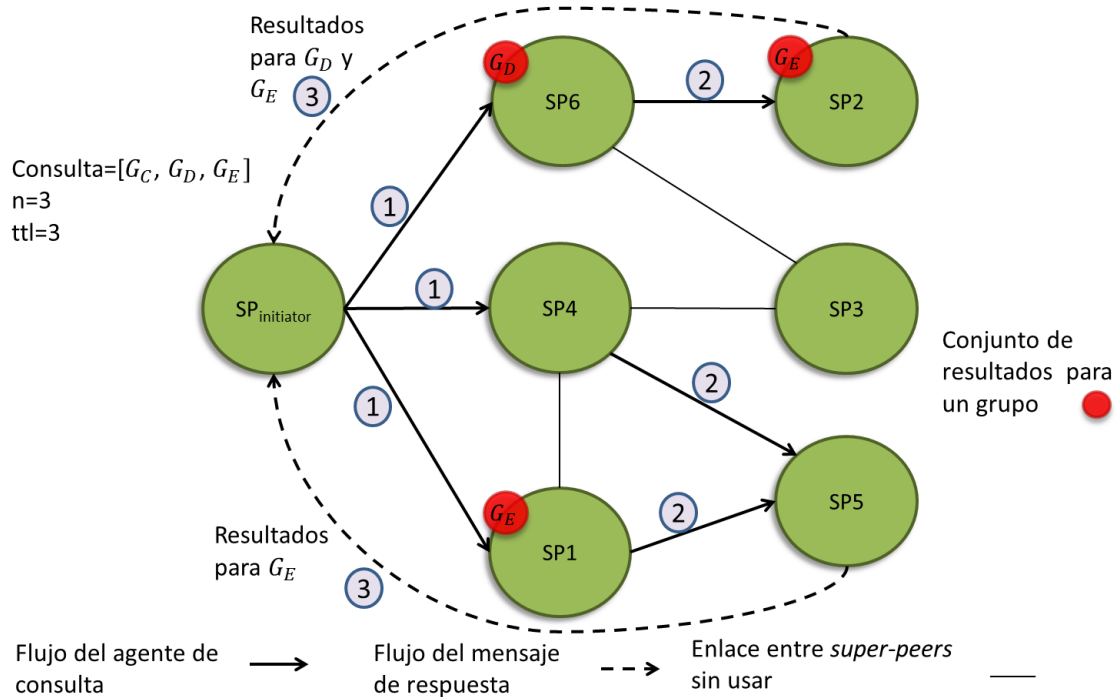 Resultados
para G_D y
G_E 3
G_D
SP6
2
G_E
SP2
Consulta=[G_C, G_D, G_E]
n=3
ttl=3
1
SP_initiator
1
SP4
SP3
1
2
Conjunto de
resultados para
un grupo
G_E
SP1
2
SP5
Resultados
para G_E
3
Flujo del agente de
consulta
Flujo del mensaje
de respuesta
Enlace entre super-peers
sin usar